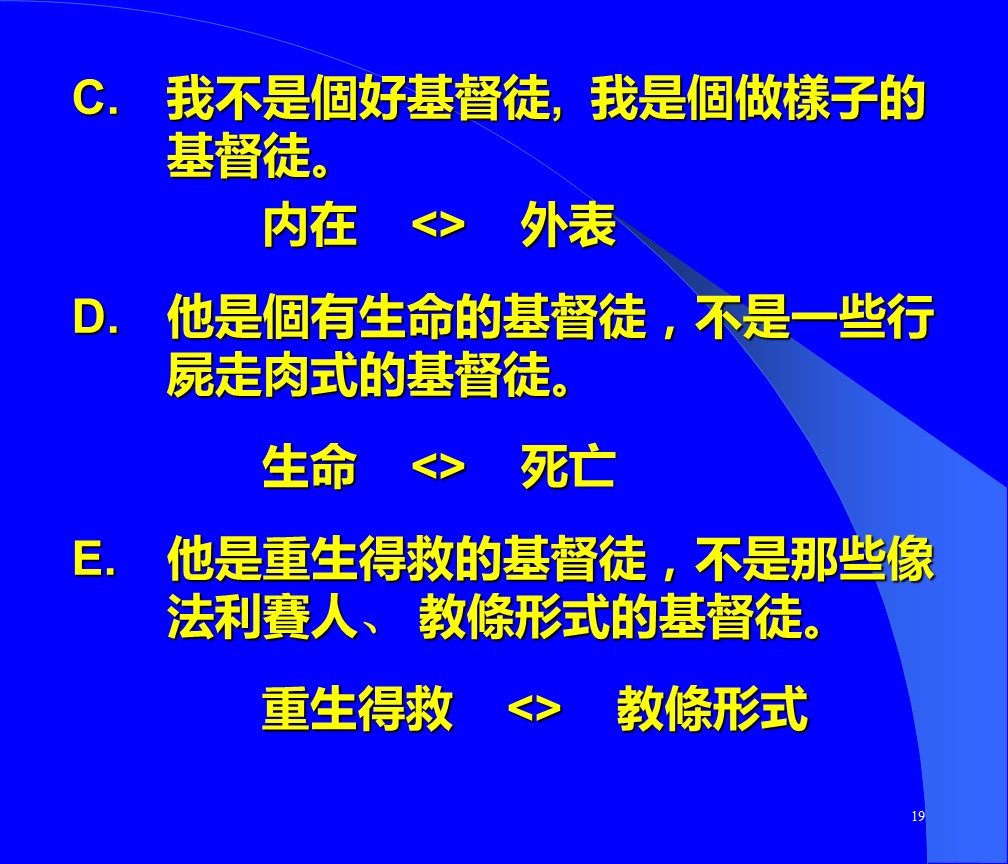 C. 我不是個好基督徒, 我是個做樣子的
基督徒。
内在 <> 外表
D. 他是個有生命的基督徒，不是一些行
屍走肉式的基督徒。
生命 <> 死亡
E. 他是重生得救的基督徒，不是那些像
法利賽人、 教條形式的基督徒。
重生得救 <> 教條形式
19